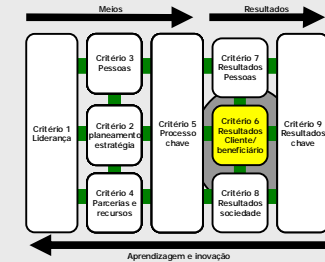 Meios
Resultados
Critério 1
Liderança
Critério 3
Pessoas
Critério 2
planeamento
estratégia
Critério 4
Parcerias e
recursos
Critério 5
Processo
chave
Critério 7
Resultados
Pessoas
Critério 6
Resultados
Cliente/
beneficiário
Critério 8
Resultados
sociedade
Critério 9
Resultados
chave
Aprendizagem e inovação